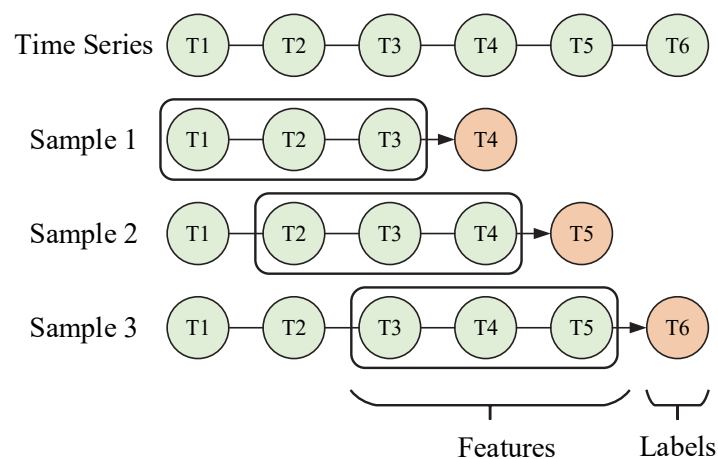 Time Series T1 T2 T3 T4 T5 T6
Sample 1 T1 T2 T3 T4
Sample 2 T1 T2 T3 T4 T5
Sample 3 T1 T2 T3 T4 T5 T6
Features Labels